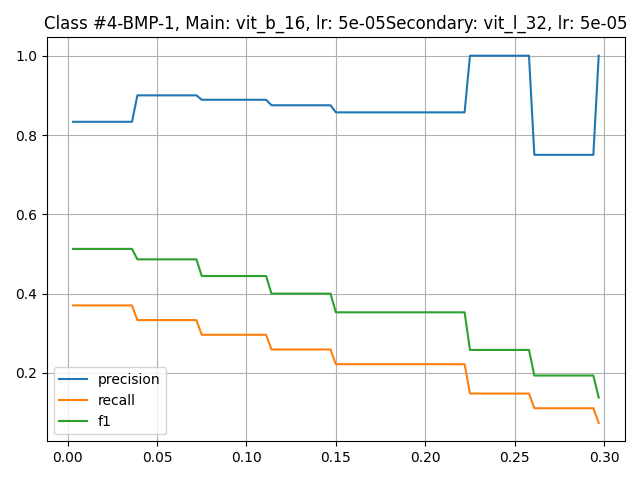 Class #4-BMP-1, Main: vit_b_16, lr: 5e-05Secondary: vit_l_32, lr: 5e-05
1.0
0.8
0.6
0.4
0.2
precision
recall
f1
0.00 0.05 0.10 0.15 0.20 0.25 0.30